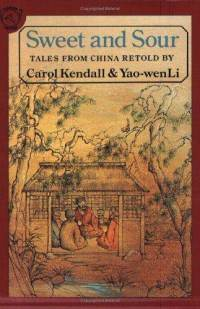 Sweet and Sour
TALES FROM CHINA RETOLD BY
Carol Kendall & Yao-wen Li